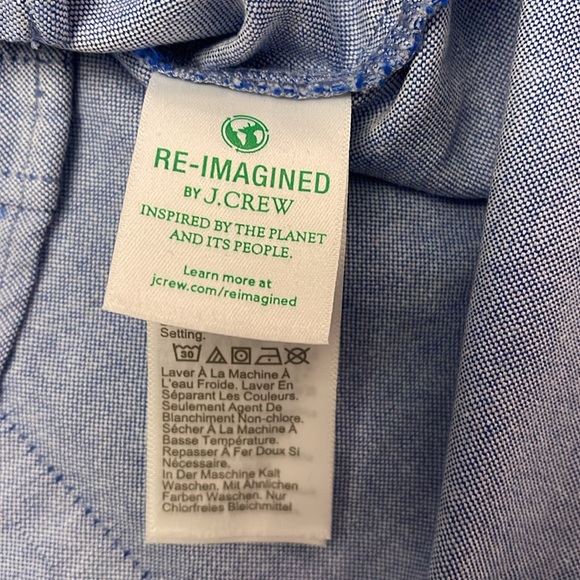 RE-IMAGINED
BY J.CREW
INSPIRED BY THE PLANET
AND ITS PEOPLE.
Learn more at
jcrew.com/reimagined
Setting.
30
Laver À La Machine À
L'eau Froide. Laver En
Séparant Les Couleurs.
Seulement Agent De
Blanchiment Non-chlore.
Sécher À La Machine À
Basse Température.
Repasser À Fer Doux Si
Nécessaire.
In Der Maschine Kalt
Waschen. Mit Ähnlichen
Farben Waschen. Nur
Chlorfreies Bleichmittel